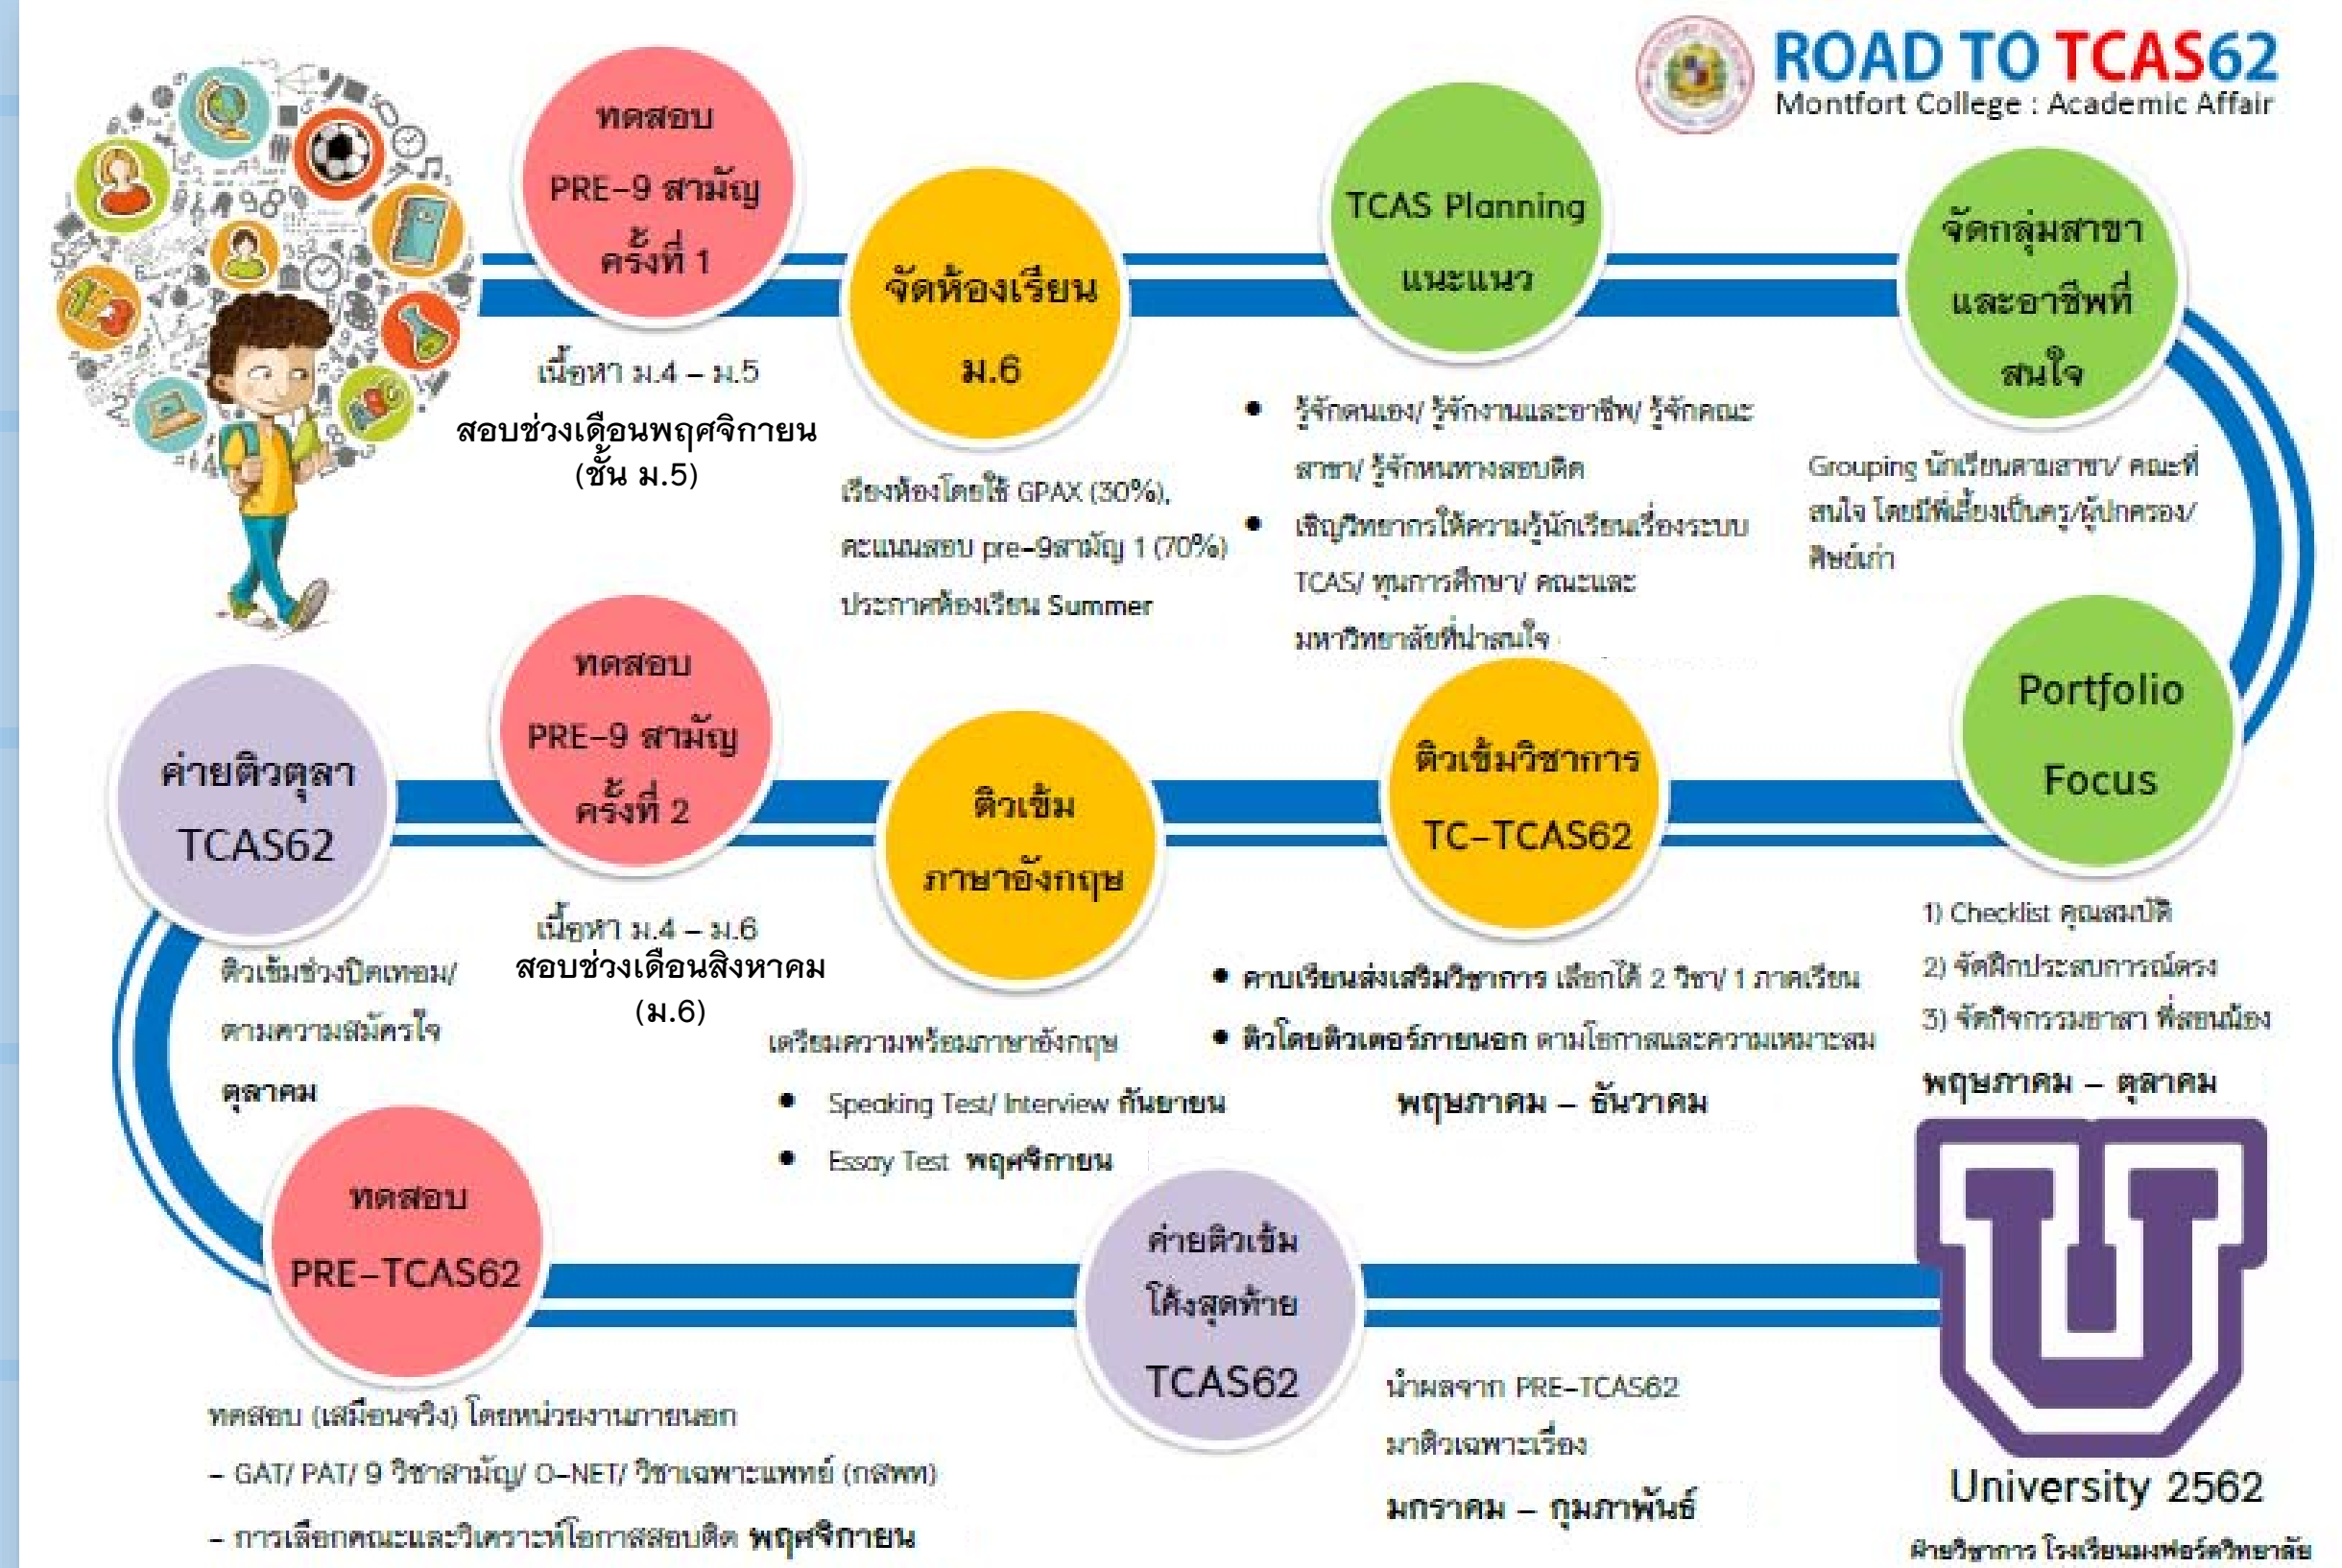 ROAD TO TCAS62
Montfort College : Academic Affair
ทดสอบ
PRE-9 สามัญ
ครั้งที่ 1
เนื้อหา ม.4 – ม.5
สอบช่วงเดือนพฤศจิกายน
(ชั้น ม.5)
จัดห้องเรียน
ม.6
เรียงห้องโดยใช้ GPAX (30%),
คะแนนสอบ pre-9สามัญ 1 (70%)
ประกาศห้องเรียน Summer
TCAS Planning
แนะแนว
● รู้จักตนเอง/ รู้จักงานและอาชีพ/ รู้จักคณะ
สาขา/ รู้จักหนทางสอบติด
● เชิญวิทยากรให้ความรู้นักเรียนเรื่องระบบ
TCAS/ ทุนการศึกษา/ คณะและ
มหาวิทยาลัยที่น่าสนใจ
จัดกลุ่มสาขา
และอาชีพที่
สนใจ
Grouping นักเรียนตามสาขา/ คณะที่
สนใจ โดยมีพี่เลี้ยงเป็นครู/ผู้ปกครอง/
ศิษย์เก่า
Portfolio
Focus
1) Checklist คุณสมบัติ
2) จัดฝึกประสบการณ์ตรง
3) จัดกิจกรรมอาสา พี่สอนน้อง
พฤษภาคม – ตุลาคม
ติวเข้มวิชาการ
TC-TCAS62
● คาบเรียนส่งเสริมวิชาการ เลือกได้ 2 วิชา/ 1 ภาคเรียน
● ติวโดยติวเตอร์ภายนอก ตามโอกาสและความเหมาะสม
พฤษภาคม – ธันวาคม
ติวเข้ม
ภาษาอังกฤษ
เตรียมความพร้อมภาษาอังกฤษ
● Speaking Test/ Interview กันยายน
● Essay Test พฤศจิกายน
ทดสอบ
PRE-9 สามัญ
ครั้งที่ 2
เนื้อหา ม.4 – ม.6
สอบช่วงเดือนสิงหาคม
(ม.6)
ค่ายติวตุลา
TCAS62
ติวเข้มช่วงปิดเทอม/
ตามความสมัครใจ
ตุลาคม
ทดสอบ
PRE-TCAS62
ทดสอบ (เสมือนจริง) โดยหน่วยงานภายนอก
– GAT/ PAT/ 9 วิชาสามัญ/ O-NET/ วิชาเฉพาะแพทย์ (กสพท)
– การเลือกคณะและวิเคราะห์โอกาสสอบติด พฤศจิกายน
ค่ายติวเข้ม
โค้งสุดท้าย
TCAS62
นำผลจาก PRE-TCAS62
มาติวเฉพาะเรื่อง
มกราคม – กุมภาพันธ์
U
University 2562
ฝ่ายวิชาการ โรงเรียนมงฟอร์ตวิทยาลัย